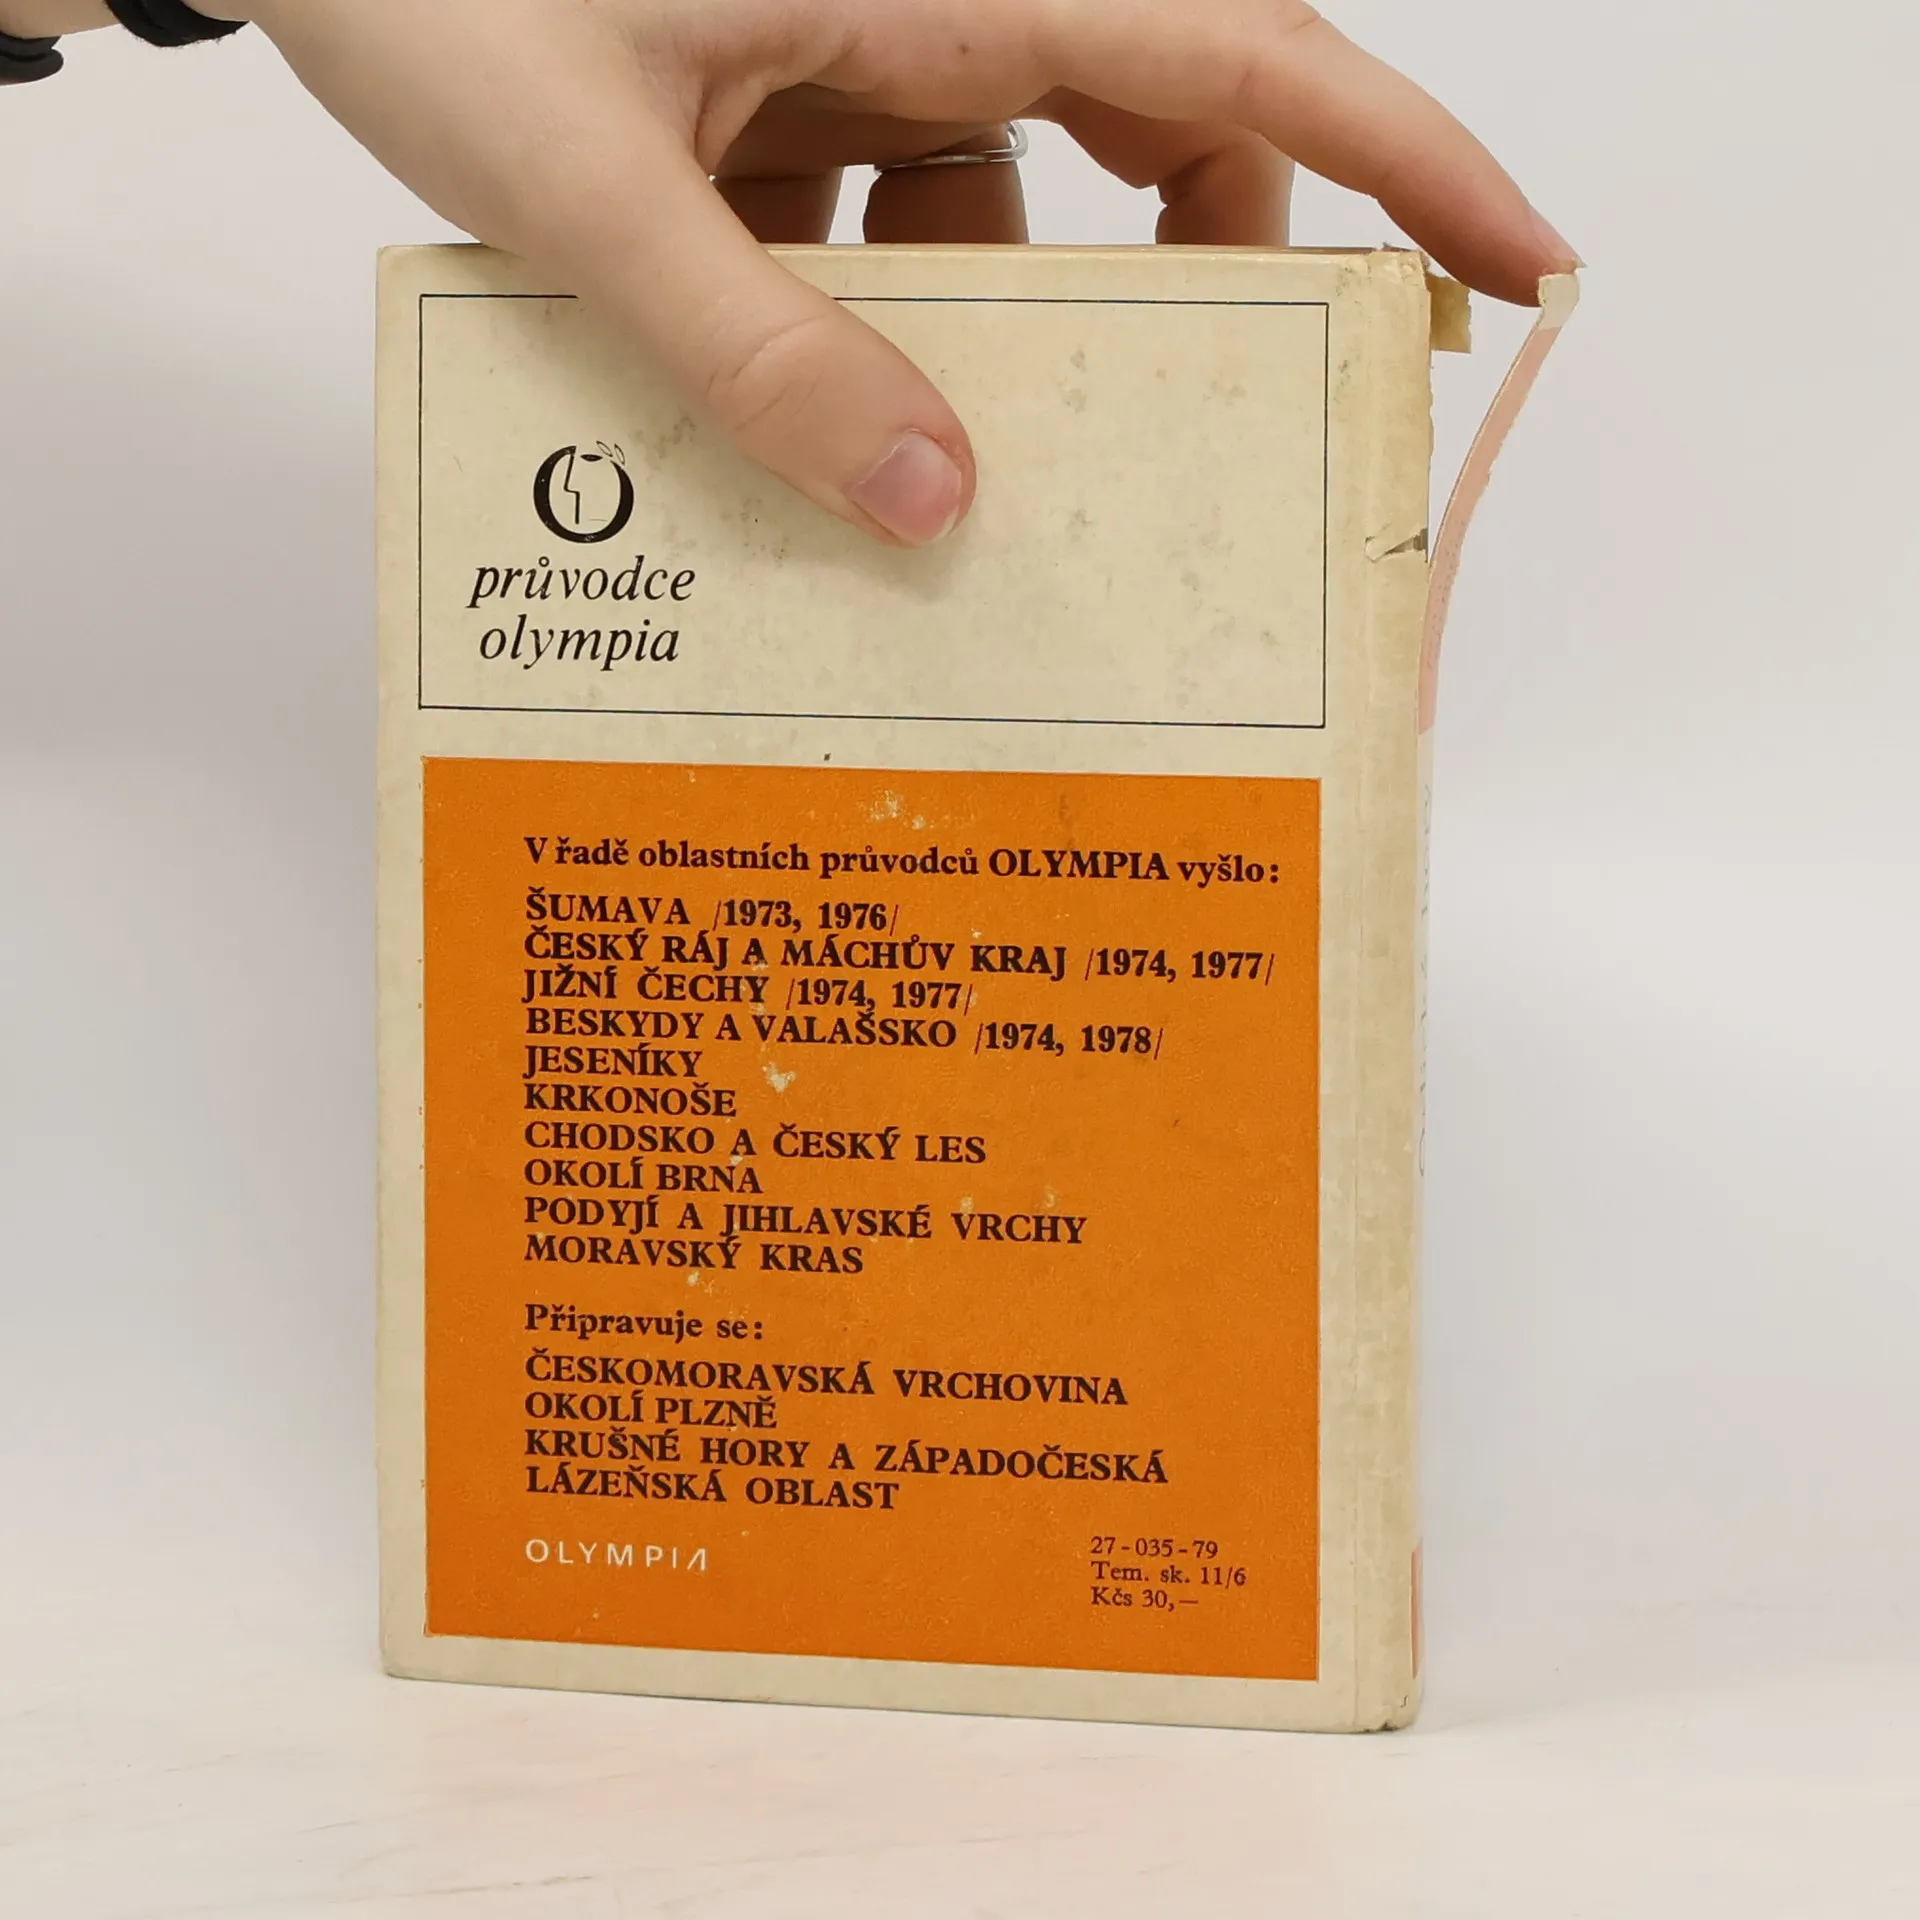 průvodce
olympia
V řadě oblastních průvodců OLYMPIA vyšlo:
ŠUMAVA /1973, 1976/
ČESKÝ RÁJ A MÁCHŮV KRAJ /1974, 1977/
JIŽNÍ ČECHY /1974, 1977/
BESKYDY A VALAŠSKO /1974, 1978/
JESENÍKY
KRKONOŠE
CHODSKO A ČESKÝ LES
OKOLÍ BRNA
PODYJÍ A JIHLAVSKÉ VRCHY
MORAVSKÝ KRAS
Připravuje se:
ČESKOMORAVSKÁ VRCHOVINA
OKOLÍ PLZNĚ
KRUŠNÉ HORY A ZÁPADOČESKÁ
LÁZEŇSKÁ OBLAST
OLYMPIA
27-035-79
Tem. sk. 11/6
Kčs 30,—